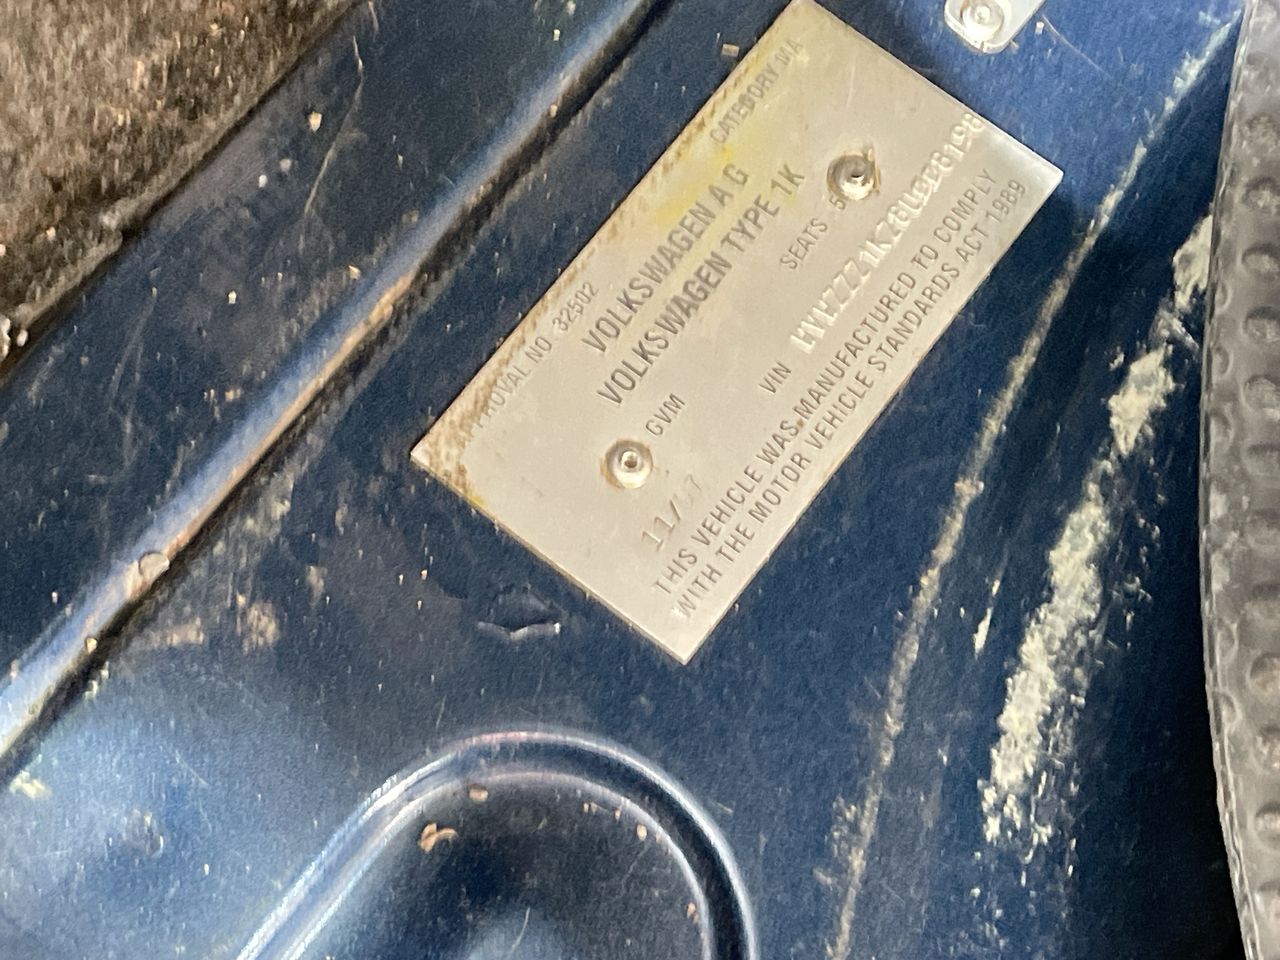 APPROVAL NO 32502 CATEGORY MA
VOLKSWAGEN A G
VOLKSWAGEN TYPE 1K
GVM SEATS 5
11/ VIN
THIS VEHICLE WAS MANUFACTURED TO COMPLY
WITH THE MOTOR VEHICLE STANDARDS ACT 1989